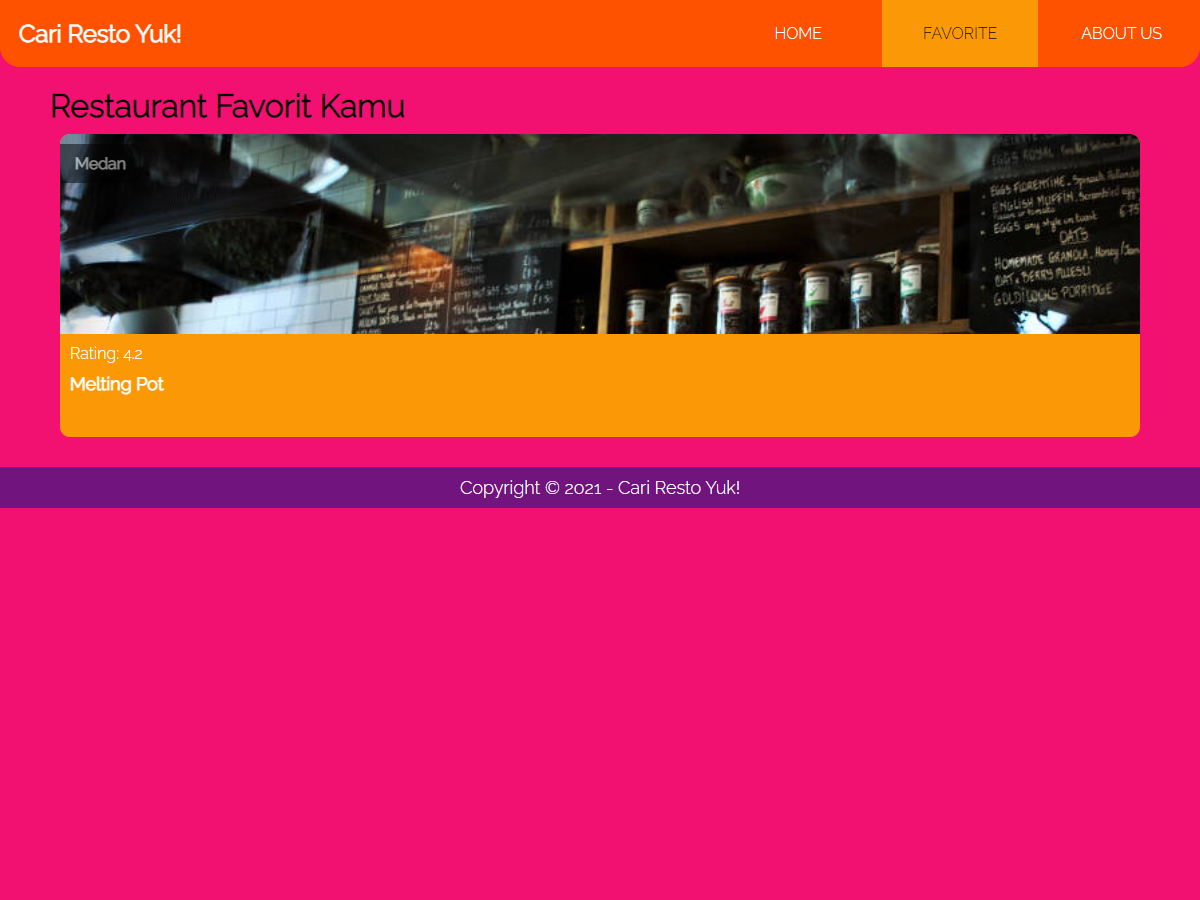 Cari Resto Yuk!
HOME
FAVORITE
ABOUT US
Restaurant Favorit Kamu
Medan
EGGS ROYAL
EGGS FLORENTINE
ENGLISH MUFFIN
EGGS any style on toast
6.75
OATS
HOMEMADE GRANOLA
OAT & BERRY MUESLI
GOLDILOCKS PORRIDGE
Rating: 4.2
Melting Pot
Copyright © 2021 - Cari Resto Yuk!